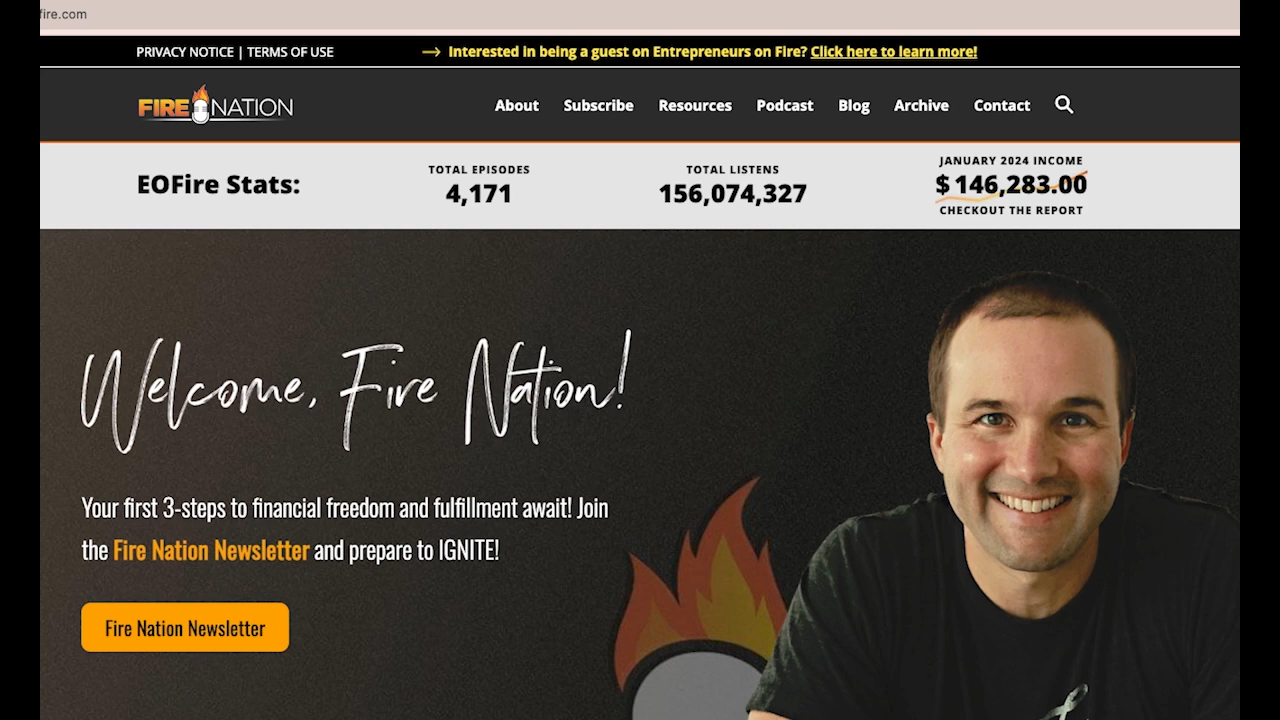 fire.com
PRIVACY NOTICE | TERMS OF USE
Interested in being a guest on Entrepreneurs on Fire? Click here to learn more!
FIRE NATION
About Subscribe Resources Podcast Blog Archive Contact
EOFire Stats:
TOTAL EPISODES
4,171
TOTAL LISTENS
156,074,327
JANUARY 2024 INCOME
$ 146,283.00
CHECKOUT THE REPORT
Welcome, Fire Nation!
Your first 3-steps to financial freedom and fulfillment await! Join
the Fire Nation Newsletter and prepare to IGNITE!
Fire Nation Newsletter